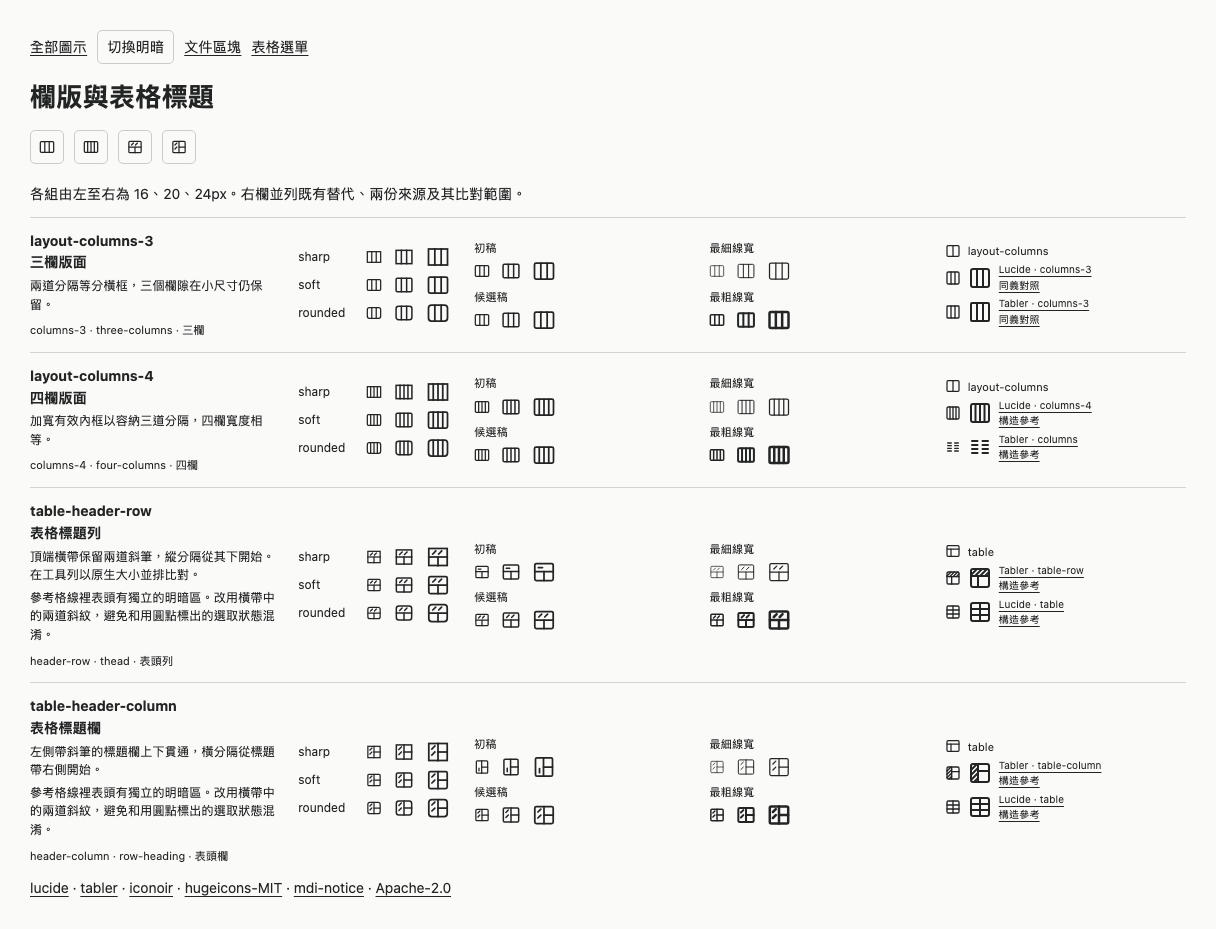 全部圖示 切換明暗 文件區塊 表格選單
欄版與表格標題
各組由左至右為 16、20、24px。右欄並列既有替代、兩份來源及其比對範圍。
layout-columns-3
三欄版面
兩道分隔等分橫框，三個欄隙在小尺寸仍保
留。
columns-3 · three-columns · 三欄
sharp
soft
rounded
初稿
候選稿
最細線寬
最粗線寬
layout-columns
Lucide · columns-3
同義對照
Tabler · columns-3
同義對照
layout-columns-4
四欄版面
加寬有效內框以容納三道分隔，四欄寬度相
等。
columns-4 · four-columns · 四欄
sharp
soft
rounded
初稿
候選稿
最細線寬
最粗線寬
layout-columns
Lucide · columns-4
構造參考
Tabler · columns
構造參考
table-header-row
表格標題列
頂端橫帶保留兩道斜筆，縱分隔從其下開始。
在工具列以原生大小並排比對。
參考格線裡表頭有獨立的明暗區。改用橫帶中
的兩道斜紋，避免和用圓點標出的選取狀態混
淆。
header-row · thead · 表頭列
sharp
soft
rounded
初稿
候選稿
最細線寬
最粗線寬
table
Tabler · table-row
構造參考
Lucide · table
構造參考
table-header-column
表格標題欄
左側帶斜筆的標題欄上下貫通，橫分隔從標題
帶右側開始。
參考格線裡表頭有獨立的明暗區。改用橫帶中
的兩道斜紋，避免和用圓點標出的選取狀態混
淆。
header-column · row-heading · 表頭欄
sharp
soft
rounded
初稿
候選稿
最細線寬
最粗線寬
table
Tabler · table-column
構造參考
Lucide · table
構造參考
lucide · tabler · iconoir · hugeicons-MIT · mdi-notice · Apache-2.0